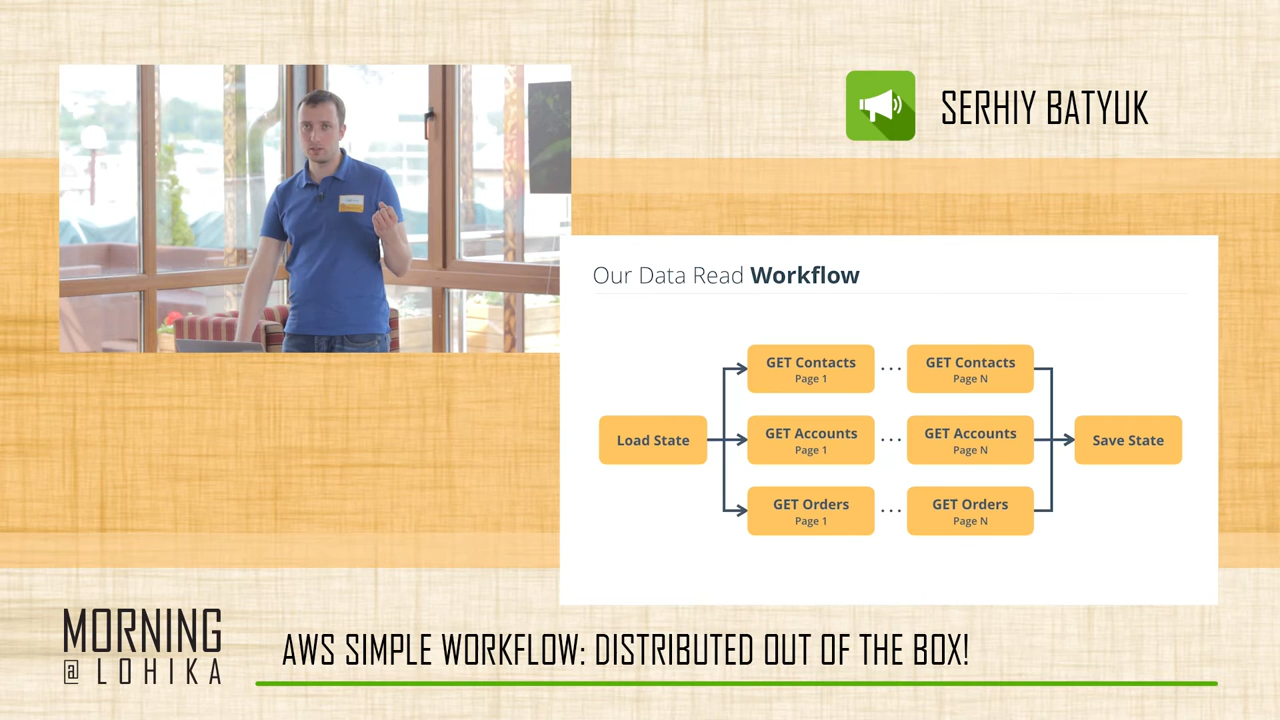 SERHIY BATYUK
Our Data Read Workflow
GET Contacts
Page 1
. . .
GET Contacts
Page N
Load State
GET Accounts
Page 1
. . .
GET Accounts
Page N
Save State
GET Orders
Page 1
. . .
GET Orders
Page N
MORNING
@ LOHIKA
AWS SIMPLE WORKFLOW: DISTRIBUTED OUT OF THE BOX!